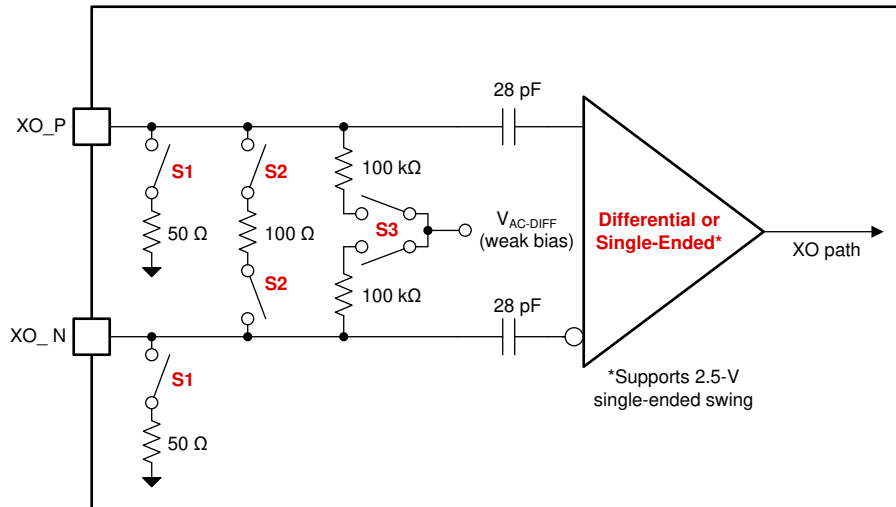 28 pF
XO_P
S1
S2
100 kΩ
50 Ω
100 Ω
S3
VAC-DIFF
(weak bias)
Differential or
Single-Ended*
XO path
S2
100 kΩ
28 pF
XO_ N
S1
50 Ω
*Supports 2.5-V
single-ended swing